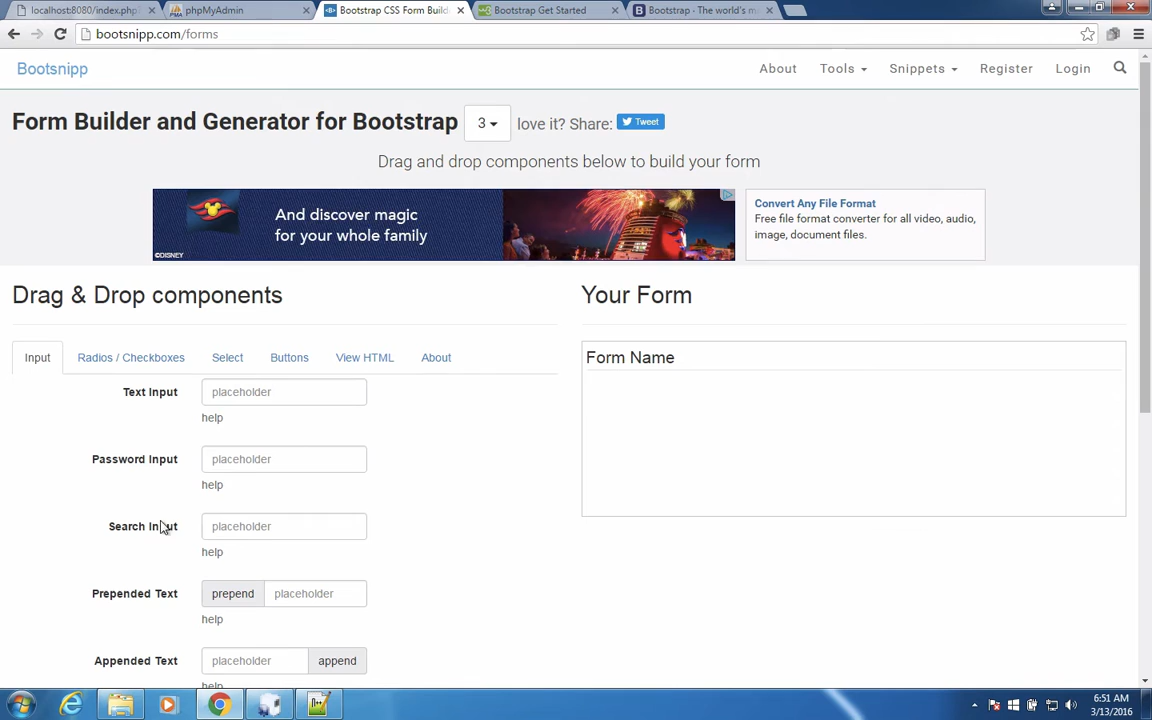 localhost:8080/index.php
phpMyAdmin
Bootstrap CSS Form Build
Bootstrap Get Started
Bootstrap · The world's m
bootsnipp.com/forms
Bootsnipp
About
Tools
Snippets
Register
Login
Form Builder and Generator for Bootstrap
3
love it? Share:
Tweet
Drag and drop components below to build your form
And discover magic
for your whole family
©DISNEY
Convert Any File Format
Free file format converter for all video, audio,
image, document files.
Drag & Drop components
Your Form
Input
Radios / Checkboxes
Select
Buttons
View HTML
About
Form Name
Text Input
placeholder
help
Password Input
placeholder
help
Search Input
placeholder
help
Prepended Text
prepend
placeholder
help
Appended Text
placeholder
append
help
6:51 AM
3/13/2016